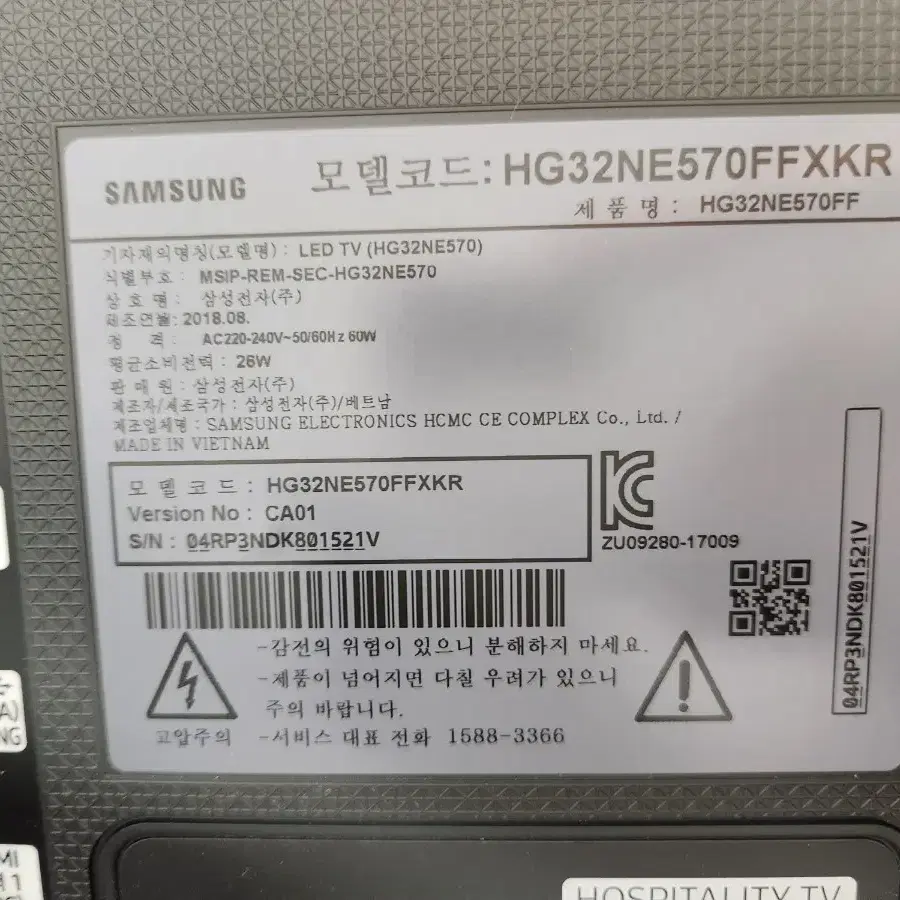 SAMSUNG
모델코드: HG32NE570FFXKR
제 품 명 : HG32NE570FF
기자재의명칭(모델명) : LED TV (HG32NE570)
식별부호 : MSIP-REM-SEC-HG32NE570
상 호 명 : 삼성전자(주)
제조연월: 2018.08.
정 격 : AC220-240V~50/60Hz 60W
평균소비전력 : 26W
판 매 원 : 삼성전자(주)
제조자/제조국가 : 삼성전자(주)/베트남
제조업체명 : SAMSUNG ELECTRONICS HCMC CE COMPLEX Co., Ltd. /
MADE IN VIETNAM
모 델 코 드 : HG32NE570FFXKR
Version No : CA01
S/N : 04RP3NDK801521V
ZU09280-17009
04RP3NDK801521V
-감전의 위험이 있으니 분해하지 마세요.
-제품이 넘어지면 다칠 우려가 있으니
주의 바랍니다.
고압주의 -서비스 대표 전화 1588-3366
A)
NG
MI
1
HOSPITALITY TV